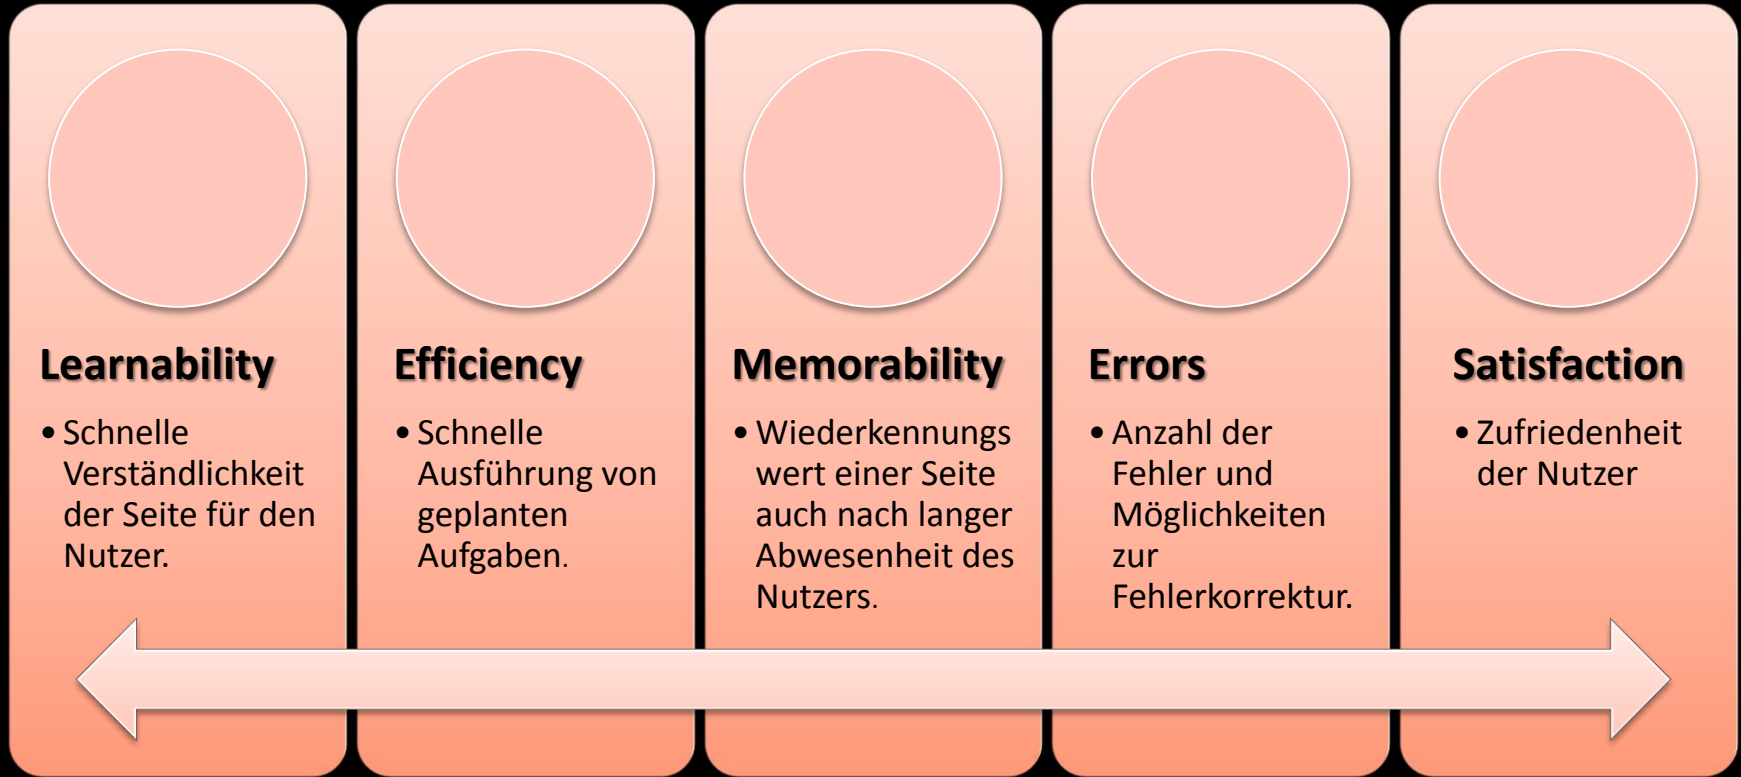 Learnability
• Schnelle
Verständlichkeit
der Seite für den
Nutzer.
Efficiency
• Schnelle
Ausführung von
geplanten
Aufgaben.
Memorability
• Wiederkennungs
wert einer Seite
auch nach langer
Abwesenheit des
Nutzers.
Errors
• Anzahl der
Fehler und
Möglichkeiten
zur
Fehlerkorrektur.
Satisfaction
• Zufriedenheit
der Nutzer